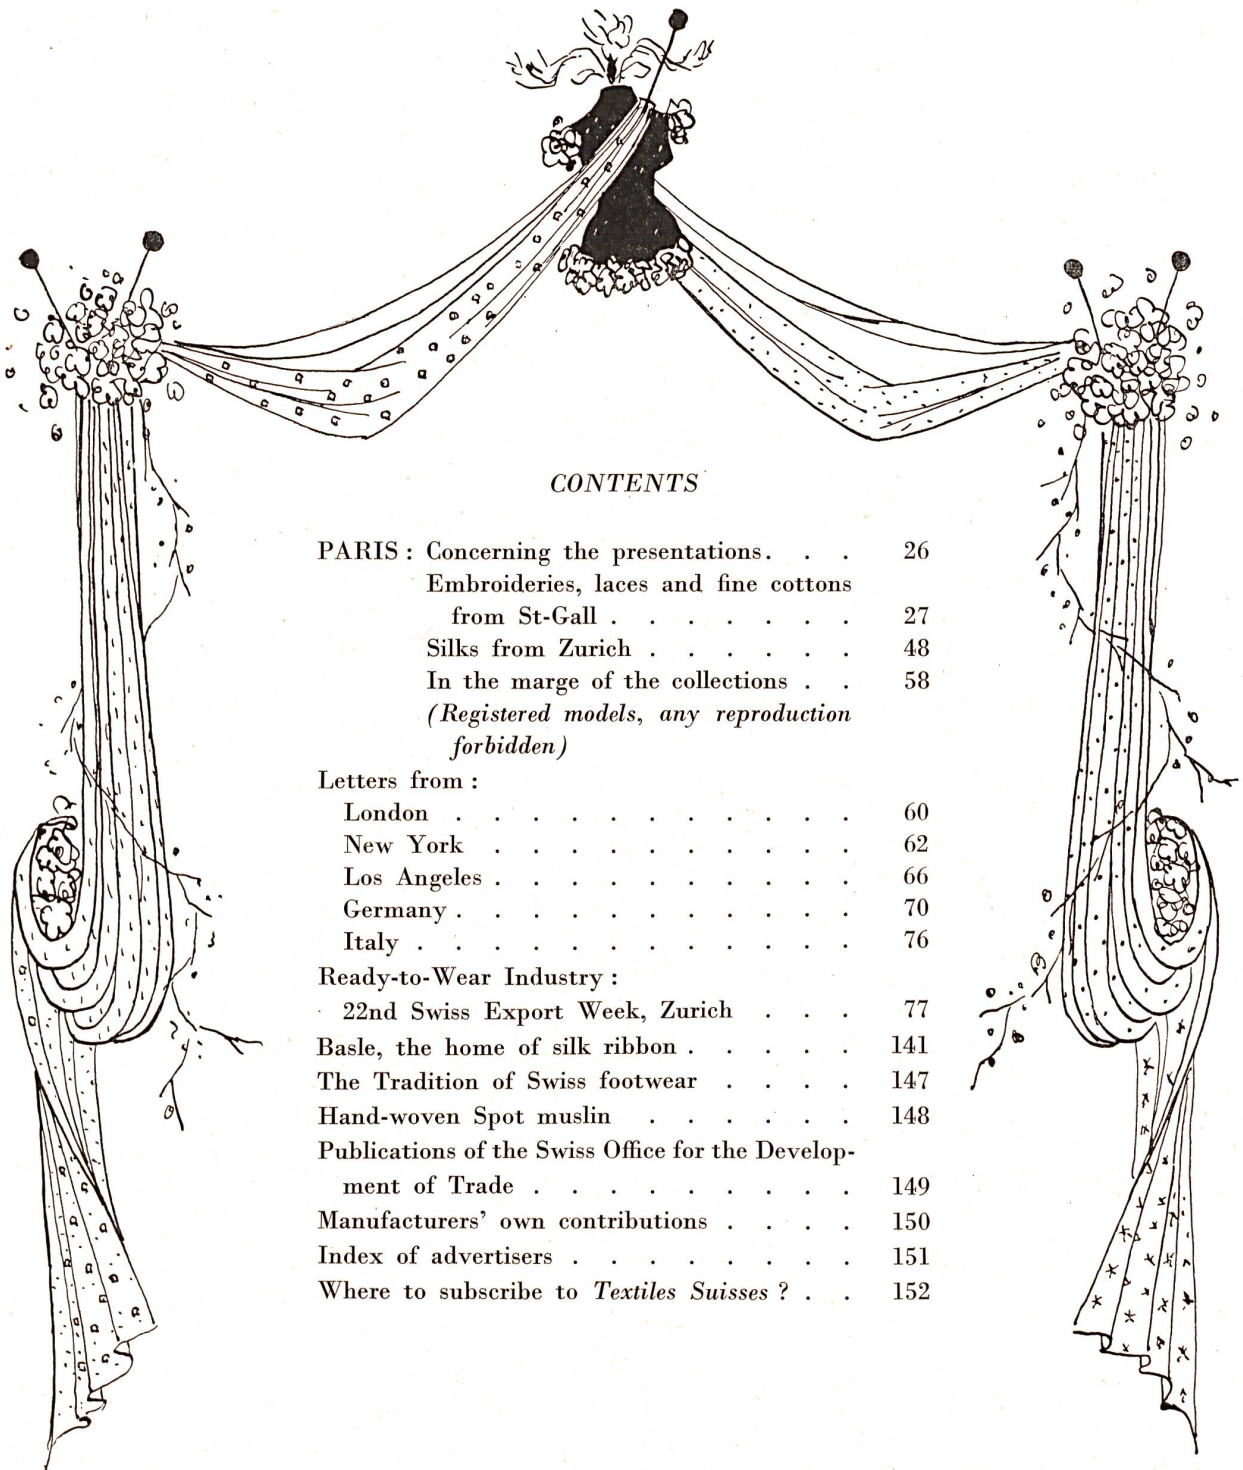 CONTENTS
PARIS : Concerning the presentations . . . 26
Embroideries, laces and fine cottons
from St-Gall . . . . . . . 27
Silks from Zurich . . . . . . 48
In the marge of the collections . . 58
(Registered models, any reproduction
forbidden)
Letters from :
London . . . . . . . . . . . 60
New York . . . . . . . . . . 62
Los Angeles . . . . . . . . . . 66
Germany . . . . . . . . . . . 70
Italy . . . . . . . . . . . . 76
Ready-to-Wear Industry :
22nd Swiss Export Week, Zurich . . . 77
Basle, the home of silk ribbon . . . . . 141
The Tradition of Swiss footwear . . . . 147
Hand-woven Spot muslin . . . . . . 148
Publications of the Swiss Office for the Develop-
ment of Trade . . . . . . . . . 149
Manufacturers’ own contributions . . . . 150
Index of advertisers . . . . . . . . 151
Where to subscribe to Textiles Suisses ? . . 152